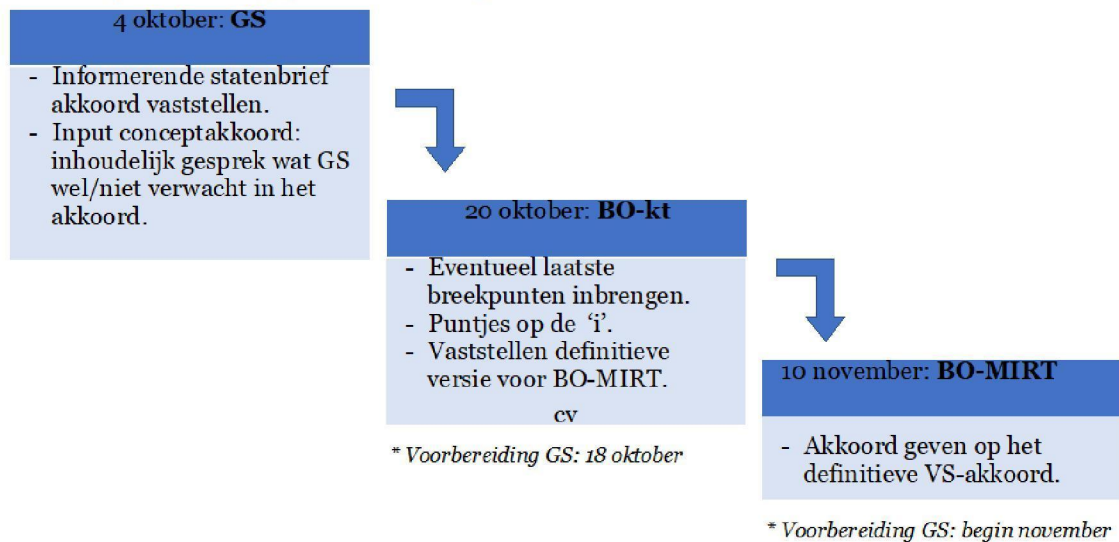 4 oktober: GS
- Informerende statenbrief
akkoord vaststellen.
- Input conceptakkoord:
inhoudelijk gesprek wat GS
wel/niet verwacht in het
akkoord.
20 oktober: BO-kt
- Eventueel laatste
breekpunten inbrengen.
- Puntjes op de ‘i’.
- Vaststellen definitieve
versie voor BO-MIRT.
cv
* Voorbereiding GS: 18 oktober
10 november: BO-MIRT
- Akkoord geven op het
definitieve VS-akkoord.
* Voorbereiding GS: begin november